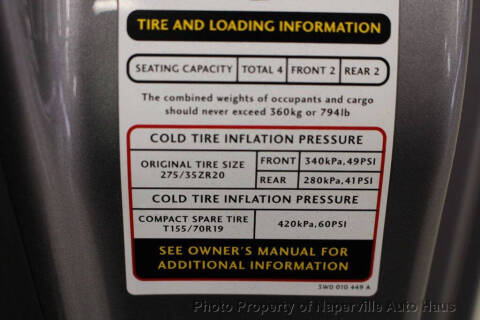 TIRE AND LOADING INFORMATION
SEATING CAPACITY TOTAL 4 FRONT 2 REAR 2
The combined weights of occupants and cargo
should never exceed 360kg or 794lb
COLD TIRE INFLATION PRESSURE
ORIGINAL TIRE SIZE
275/35ZR20
FRONT 340kPa,49PSI
REAR 280kPa,41PSI
COLD TIRE INFLATION PRESSURE
COMPACT SPARE TIRE
T155/70R19
420kPa,60PSI
SEE OWNER'S MANUAL FOR
ADDITIONAL INFORMATION
3W0 010 449 A
Photo Property of Naperville Auto Haus